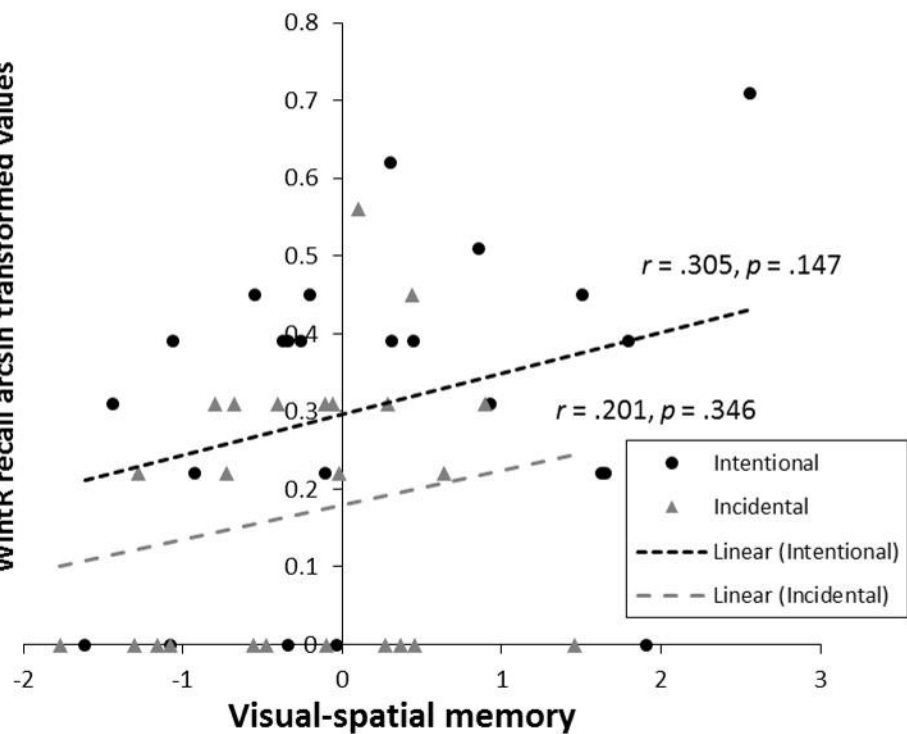 0.8
0.7
0.6
0.5
0.4
0.3
0.2
0.1
0
-2 -1 0 1 2 3
recall arcsin transformed values
Visual-spatial memory
r = .305, p = .147
r = .201, p = .346
Intentional
Incidental
Linear (Intentional)
Linear (Incidental)